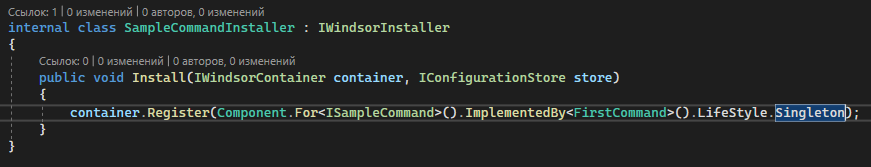 Ссылок: 1 | 0 изменений | 0 авторов, 0 изменений
internal class SampleCommandInstaller : IWindsorInstaller
{
Ссылок: 0 | 0 изменений | 0 авторов, 0 изменений
public void Install(IWindsorContainer container, IConfigurationStore store)
{
container.Register(Component.For<ISampleCommand>().ImplementedBy<FirstCommand>().LifeStyle.Singleton);
}
}